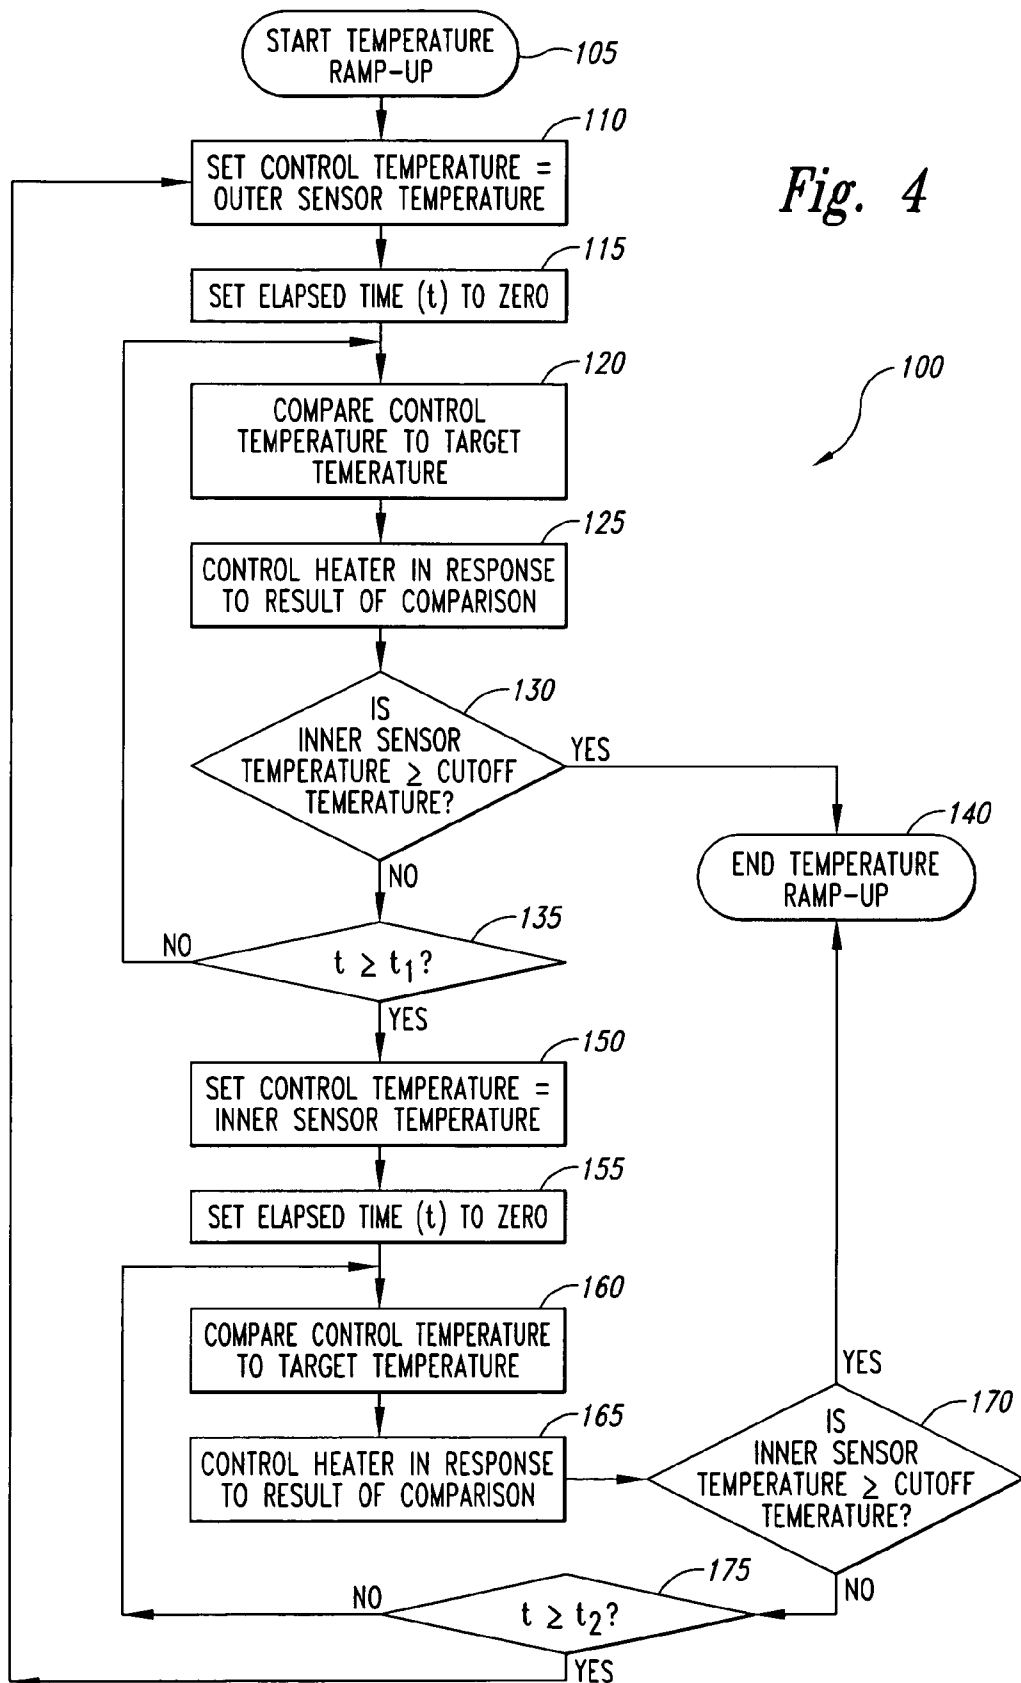 START TEMPERATURE
RAMP-UP
105
110
SET CONTROL TEMPERATURE =
OUTER SENSOR TEMPERATURE
Fig. 4
115
SET ELAPSED TIME (t) TO ZERO
120
100
COMPARE CONTROL
TEMPERATURE TO TARGET
TEMERATURE
125
CONTROL HEATER IN RESPONSE
TO RESULT OF COMPARISON
130
IS
INNER SENSOR
TEMPERATURE ≥ CUTOFF
TEMERATURE?
YES
NO
140
END TEMPERATURE
RAMP-UP
135
NO
t ≥ t₁?
YES
150
SET CONTROL TEMPERATURE =
INNER SENSOR TEMPERATURE
155
SET ELAPSED TIME (t) TO ZERO
160
COMPARE CONTROL TEMPERATURE
TO TARGET TEMPERATURE
YES
165
CONTROL HEATER IN RESPONSE
TO RESULT OF COMPARISON
170
IS
INNER SENSOR
TEMPERATURE ≥ CUTOFF
TEMERATURE?
NO
175
NO
t ≥ t₂?
YES